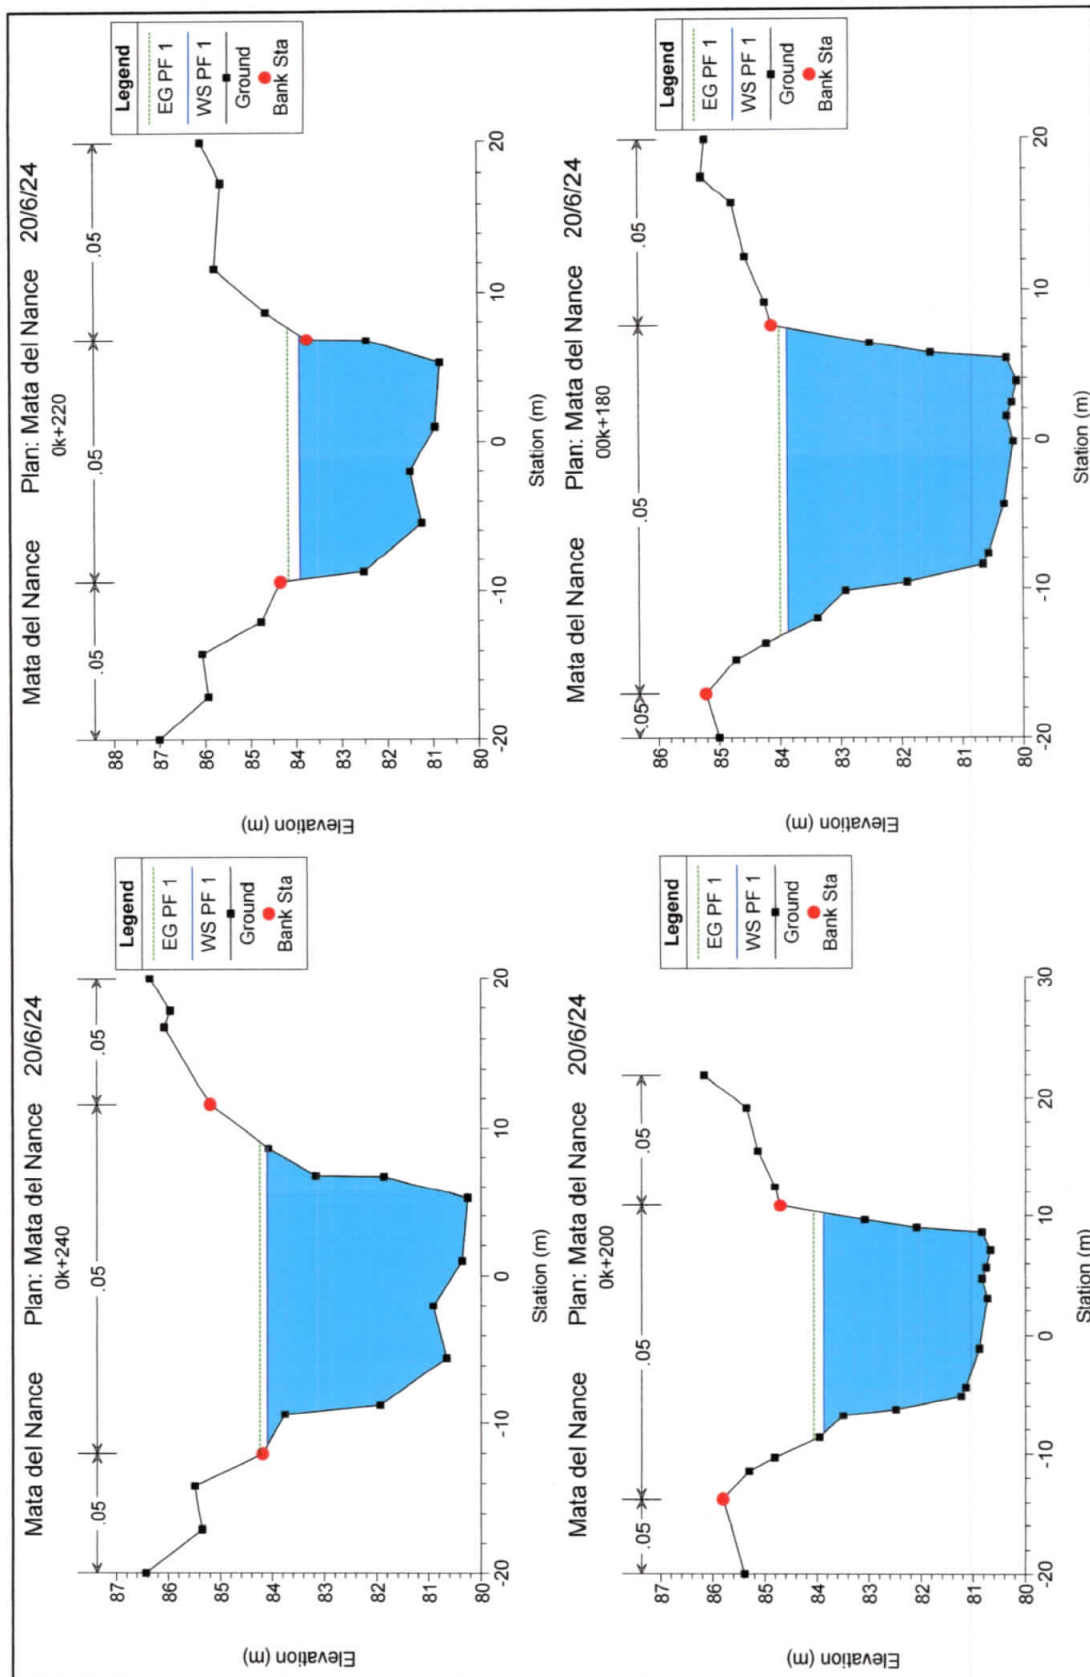 Mata del Nance Plan: Mata del Nance 20/6/24
0k+240
.05
.05
.05
Legend
EG PF 1
WS PF 1
Ground
Bank Sta
87
86
85
84
83
82
81
80
Elevation (m)
-20
-10
0
10
20
Station (m)
Mata del Nance Plan: Mata del Nance 20/6/24
0k+220
.05
.05
.05
Legend
EG PF 1
WS PF 1
Ground
Bank Sta
88
87
86
85
84
83
82
81
80
Elevation (m)
-20
-10
0
10
20
Station (m)
Mata del Nance Plan: Mata del Nance 20/6/24
0k+200
.05
.05
.05
Legend
EG PF 1
WS PF 1
Ground
Bank Sta
87
86
85
84
83
82
81
80
Elevation (m)
-20
-10
0
10
20
30
Station (m)
Mata del Nance Plan: Mata del Nance 20/6/24
00k+180
.05
.05
.05
Legend
EG PF 1
WS PF 1
Ground
Bank Sta
86
85
84
83
82
81
80
Elevation (m)
-20
-10
0
10
20
Station (m)